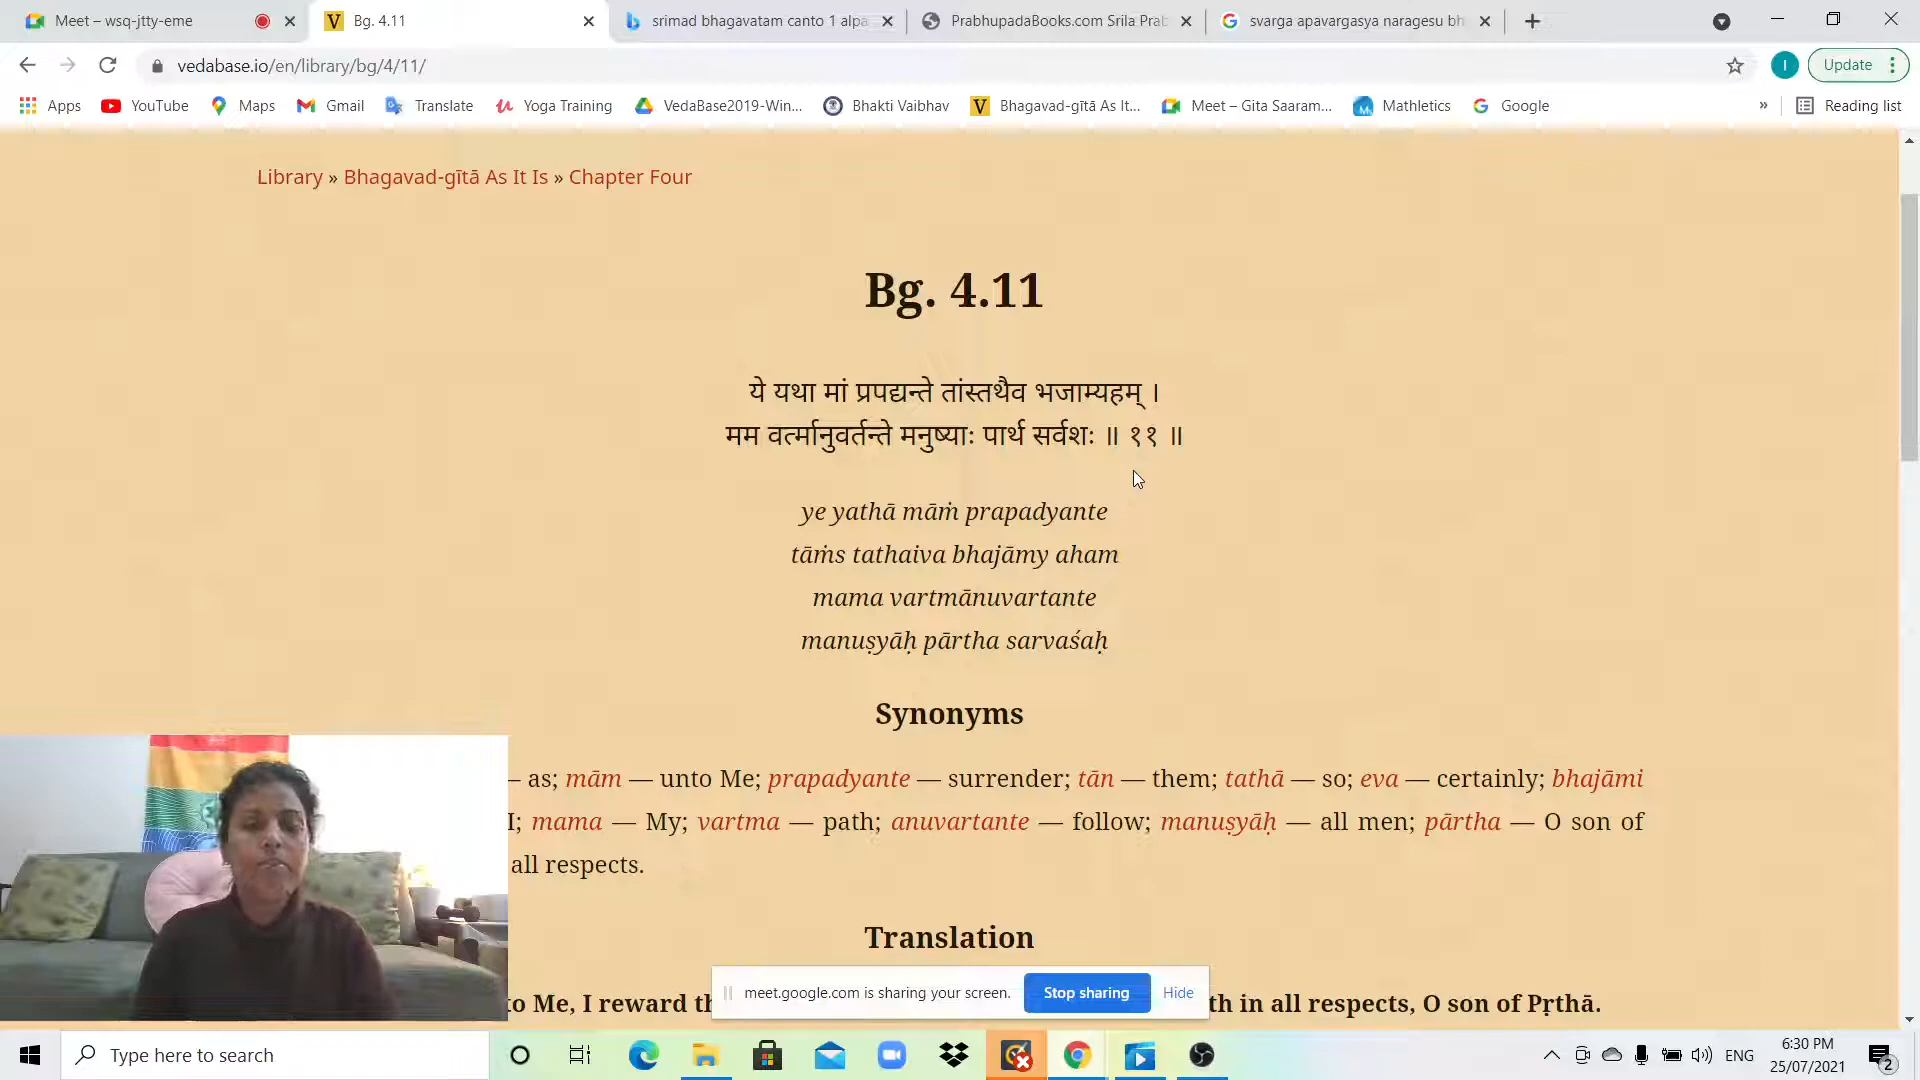 Meet – wsq-jtty-eme
Bg. 4.11
srimad bhagavatam canto 1 alpa
PrabhupadaBooks.com Srila Prab
svarga apavargasya naragesu bh
vedabase.io/en/library/bg/4/11/
I
Update
Apps
YouTube
Maps
Gmail
Translate
Yoga Training
VedaBase2019-Win...
Bhakti Vaibhav
Bhagavad-gītā As It...
Meet – Gita Saaram...
Mathletics
Google
»
Reading list
Library » Bhagavad-gītā As It Is » Chapter Four
Bg. 4.11
ये यथा मां प्रपद्यन्ते तांस्तथैव भजाम्यहम् ।
मम वर्त्मानुवर्तन्ते मनुष्याः पार्थ सर्वशः ॥ ११ ॥
ye yathā māṁ prapadyante
tāṁs tathaiva bhajāmy aham
mama vartmānuvartante
manuṣyāḥ pārtha sarvaśaḥ
Synonyms
— as; mām — unto Me; prapadyante — surrender; tān — them; tathā — so; eva — certainly; bhajāmi
I; mama — My; vartma — path; anuvartante — follow; manuṣyāḥ — all men; pārtha — O son of
all respects.
Translation
to Me, I reward th
th in all respects, O son of Pṛthā.
meet.google.com is sharing your screen.
Stop sharing
Hide
Type here to search
ENG
6:30 PM
25/07/2021
2